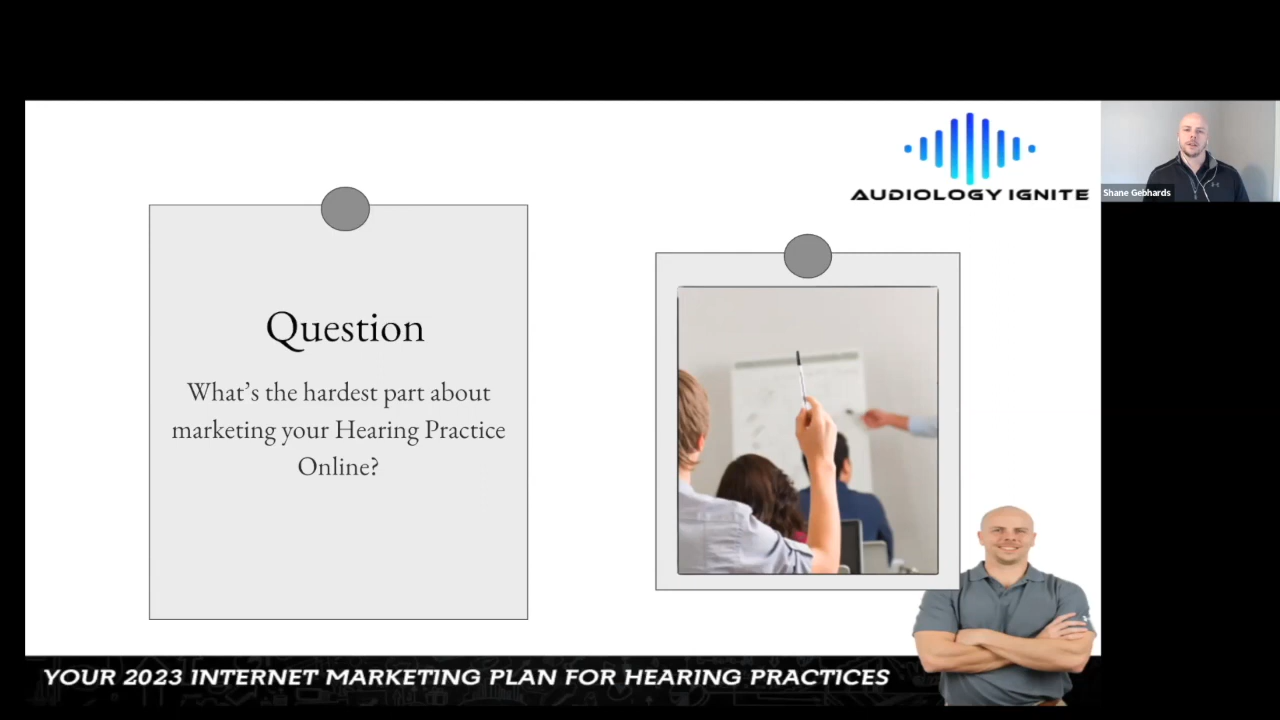 AUDIOLOGY IGNITE
Shane Gebhards
Question
What's the hardest part about
marketing your Hearing Practice
Online?
YOUR 2023 INTERNET MARKETING PLAN FOR HEARING PRACTICES